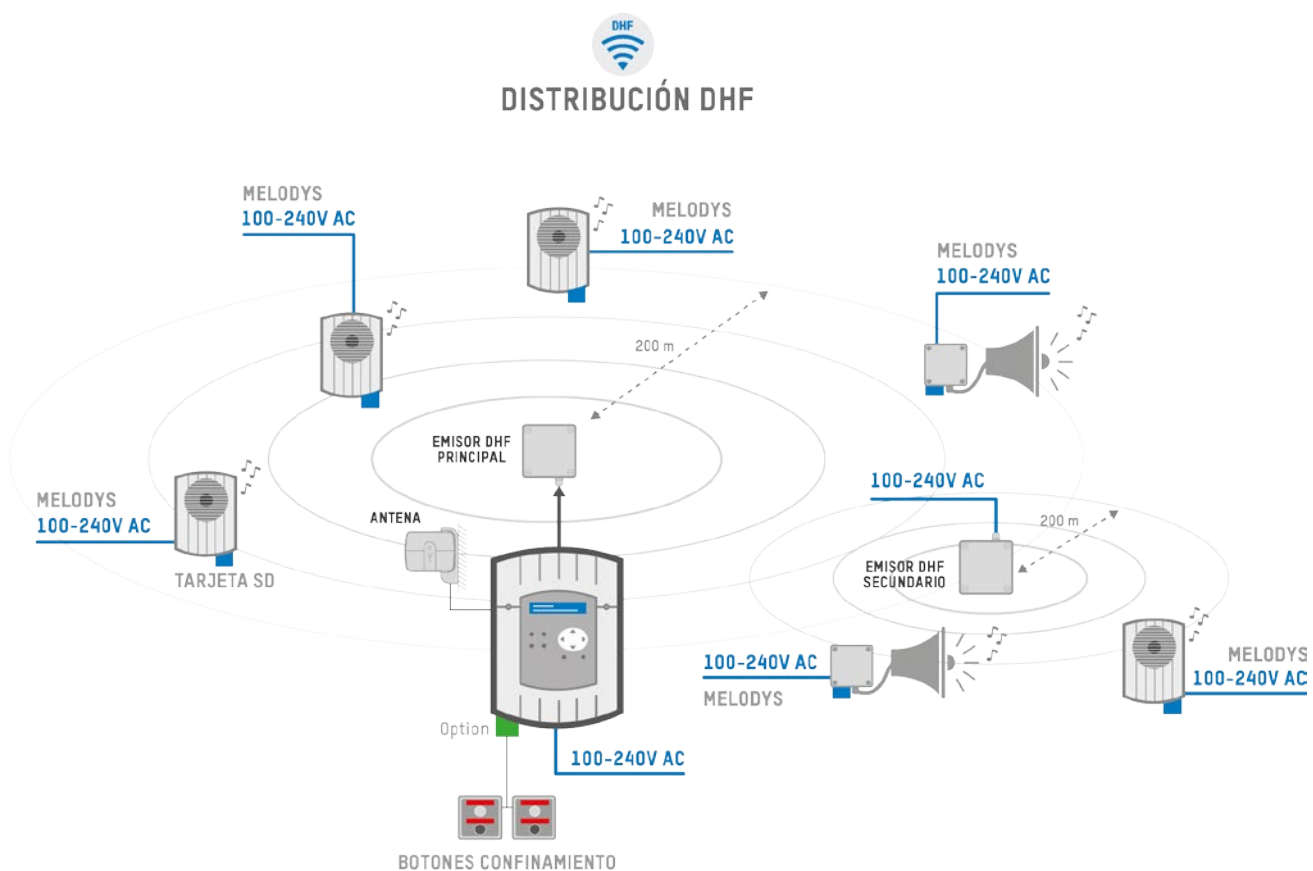 DHF
DISTRIBUCIÓN DHF
MELODYS
100-240V AC
MELODYS
100-240V AC
MELODYS
100-240V AC
200 m
EMISOR DHF
PRINCIPAL
MELODYS
100-240V AC
TARJETA SD
ANTENA
100-240V AC
200 m
EMISOR DHF
SECUNDARIO
100-240V AC
MELODYS
MELODYS
100-240V AC
Option
100-240V AC
BOTONES CONFINAMIENTO